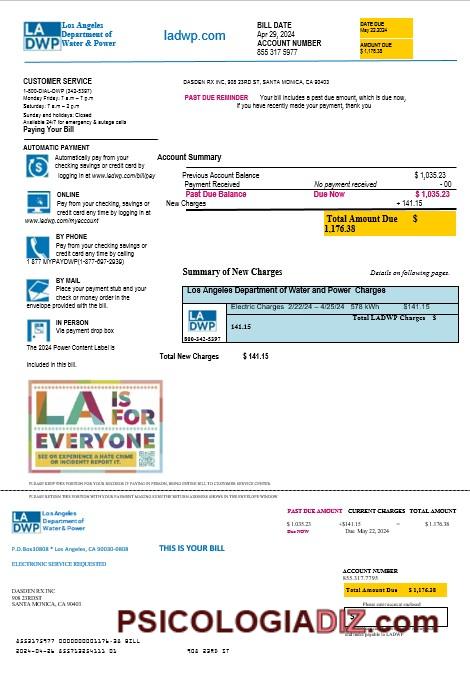 LA DWP
Los Angeles
Department of
Water & Power
ladwp.com
BILL DATE
Apr 29, 2024
ACCOUNT NUMBER
855 317 5977
DATE DUE
May 22,2024
AMOUNT DUE
$ 1,176.38
CUSTOMER SERVICE
1-800-DIAL-DWP (342-5397)
Monday Friday: 7 a.m – 7 p.m
Saturday: 7 a.m – 2 p.m
Sunday and holidays: Closed
Available 24/7 for emergency & outage calls
Paying Your Bill
DASDEN RX INC, 908 23RD ST, SANTA MONICA, CA 90403
PAST DUE REMINDER Your bill includes a past due amount, which is due now,
If you have recently made your payment, thank you
AUTOMATIC PAYMENT
Automatically pay from your
checking savings or credit card by
logging in at www.ladwp.com/billpay
ONLINE
Pay from your checking, savings or
credit card any time by logging in at
www.ladwp.com/myaccount
BY PHONE
Pay from your checking, savings or
credit card any time by calling
1 877 MYPAYDWP(1-877-697-2939)
BY MAIL
Place your payment stub and your
check or money order in the
envelope provided with the bill.
IN PERSON
Via payment drop box
The 2024 Power Content Label is
included in this bill.
Account Summary
Previous Account Balance $ 1,035.23
Payment Received No payment received - 00
Past Due Balance Due Now $ 1,035.23
New Charges + 141.15
Total Amount Due $
1,176.38
Summary of New Charges Details on following pages.
Los Angeles Department of Water and Power Charges
Electric Charges 2/22/24 – 4/25/24 578 kWh $141.15
Total LADWP Charges $
141.15
LA DWP
800-342-5397
Total New Charges $ 141.15
LA IS FOR EVERYONE
SEE OR EXPERIENCE A HATE CRIME
OR INCIDENT? REPORT IT.
PLEASE KEEP THIS PORTION FOR YOUR RECORDS. IF PAYING IN PERSON, BRING ENTIRE BILL TO CUSTOMER SERVICE CENTER.
PLEASE RETURN THIS PORTION WITH YOUR PAYMENT MAKING SURE THE RETURN ADDRESS SHOWS IN THE ENVELOPE WINDOW
LA DWP
Los Angeles
Department of
Water & Power
P.O.Box30808 * Los Angeles, CA 90030-0808
THIS IS YOUR BILL
ELECTRONIC SERVICE REQUESTED
PAST DUE AMOUNT CURRENT CHARGES TOTAL AMOUNT
$ 1,035.23 +$141.15 = $ 1,176.38
Due NOW Due May 22, 2024
ACCOUNT NUMBER
855.317.7795
Total Amount Due $ 1,176.38
Please enter amount enclosed
$
DASDEN RX INC
908 23RDST
SANTA MONICA, CA 90403
PSICOLOGIADIZ.com
payable to LADWP